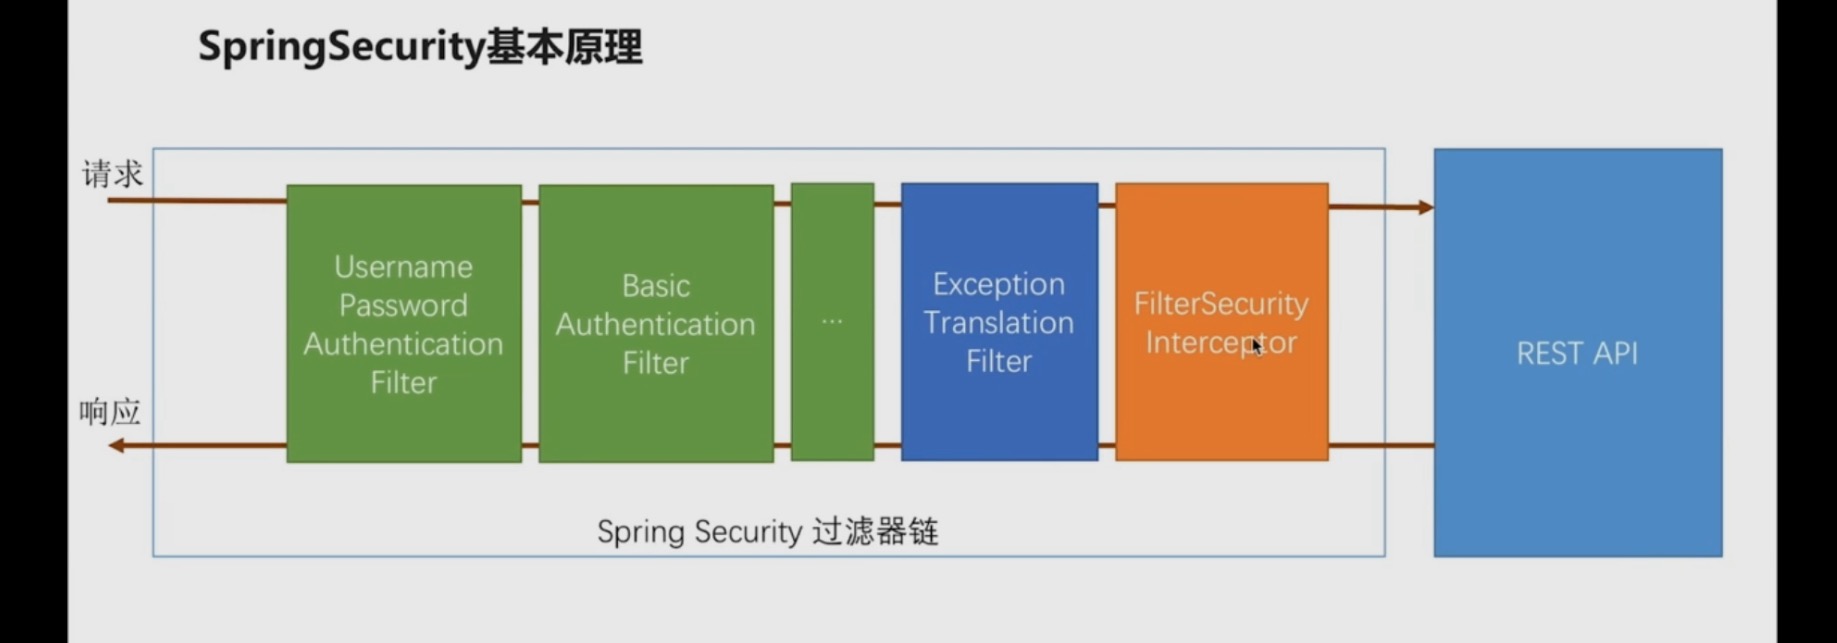 SpringSecurity基本原理
请求
Username
Password
Authentication
Filter
Basic
Authentication
Filter
...
Exception
Translation
Filter
FilterSecurity
Interceptor
REST API
响应
Spring Security 过滤器链